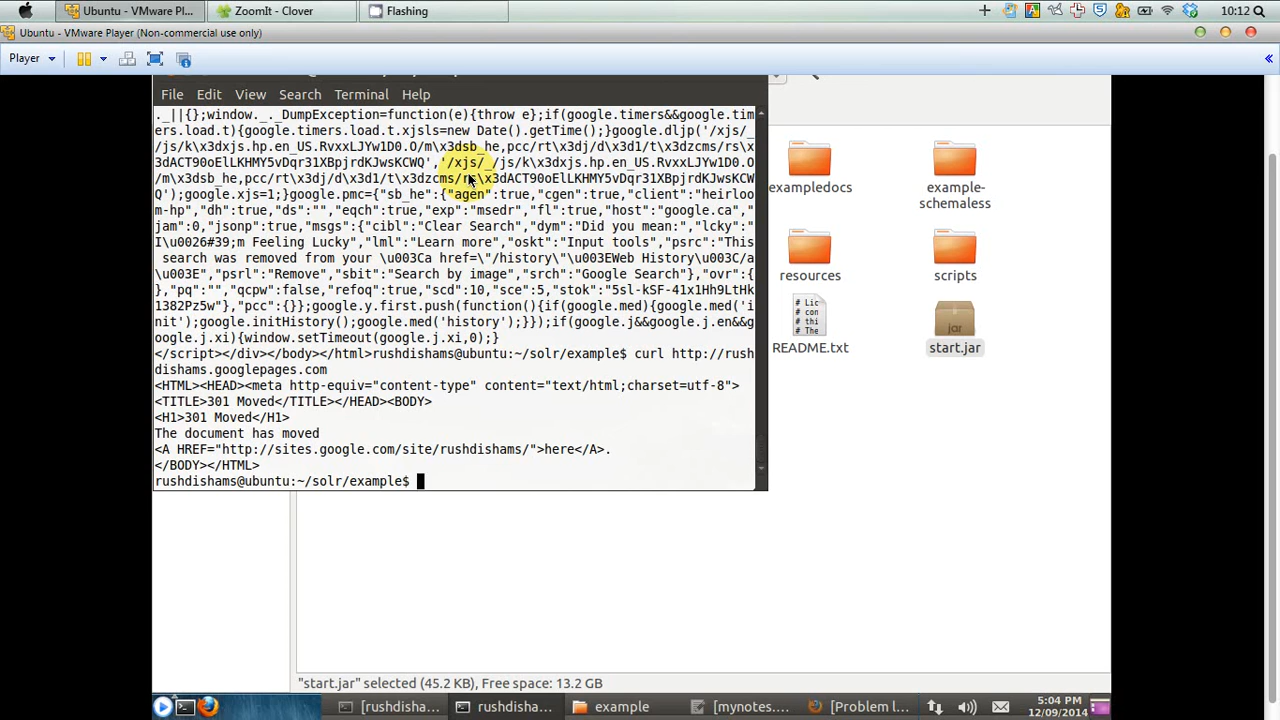 Ubuntu - VMware Pl...
ZoomIt - Clover
Flashing
10:12
Ubuntu - VMware Player (Non-commercial use only)
Player
File Edit View Search Terminal Help
._||{};window._._DumpException=function(e){throw e};if(google.timers&&google.tim
ers.load.t){google.timers.load.t.xjsls=new Date().getTime();}google.dljp('/xjs/_
/js/k\x3dxjs.hp.en_US.RvxxLJYw1D0.O/m\x3dsb_he,pcc/rt\x3dj/d\x3d1/t\x3dzcms/rs\x
3dACT90oElLKHMY5vDqr31XBpjrdKJwsKCWQ','/xjs/_/js/k\x3dxjs.hp.en_US.RvxxLJYw1D0.O
/m\x3dsb_he,pcc/rt\x3dj/d\x3d1/t\x3dzcms/rs\x3dACT90oElLKHMY5vDqr31XBpjrdKJwsKCW
Q');google.xjs=1;}google.pmc={"sb_he":{"agen":true,"cgen":true,"client":"heirloo
m-hp","dh":true,"ds":"","eqch":true,"exp":"msedr","fl":true,"host":"google.ca","
jam":0,"jsonp":true,"msgs":{"cibl":"Clear Search","dym":"Did you mean:","lcky":"
I\u0026#39;m Feeling Lucky","lml":"Learn more","oskt":"Input tools","psrc":"This
 search was removed from your \u003Ca href=\"/history\"\u003EWeb History\u003C/a
\u003E","psrl":"Remove","sbit":"Search by image","srch":"Google Search"},"ovr":{
},"pq":"","qcpw":false,"refoq":true,"scd":10,"sce":5,"stok":"5sl-kSF-41x1Hh9LtHk
1382Pz5w"},"pcc":{}};google.y.first.push(function(){if(google.med){google.med('i
nit');google.initHistory();google.med('history');}});if(google.j&&google.j.en&&g
oogle.j.xi){window.setTimeout(google.j.xi,0);}
</script></div></body></html>rushdishams@ubuntu:~/solr/example$ curl http://rush
dishams.googlepages.com
<HTML><HEAD><meta http-equiv="content-type" content="text/html;charset=utf-8">
<TITLE>301 Moved</TITLE></HEAD><BODY>
<H1>301 Moved</H1>
The document has moved
<A HREF="http://sites.google.com/site/rushdishams/">here</A>.
</BODY></HTML>
rushdishams@ubuntu:~/solr/example$
exampledocs
example-
schemaless
resources
scripts
# Lic
# con
# thi
# The
README.txt
jar
start.jar
"start.jar" selected (45.2 KB), Free space: 13.2 GB
[rushdisha...
rushdisham...
example
[mynotes....
[Problem l...
5:04 PM
12/09/2014